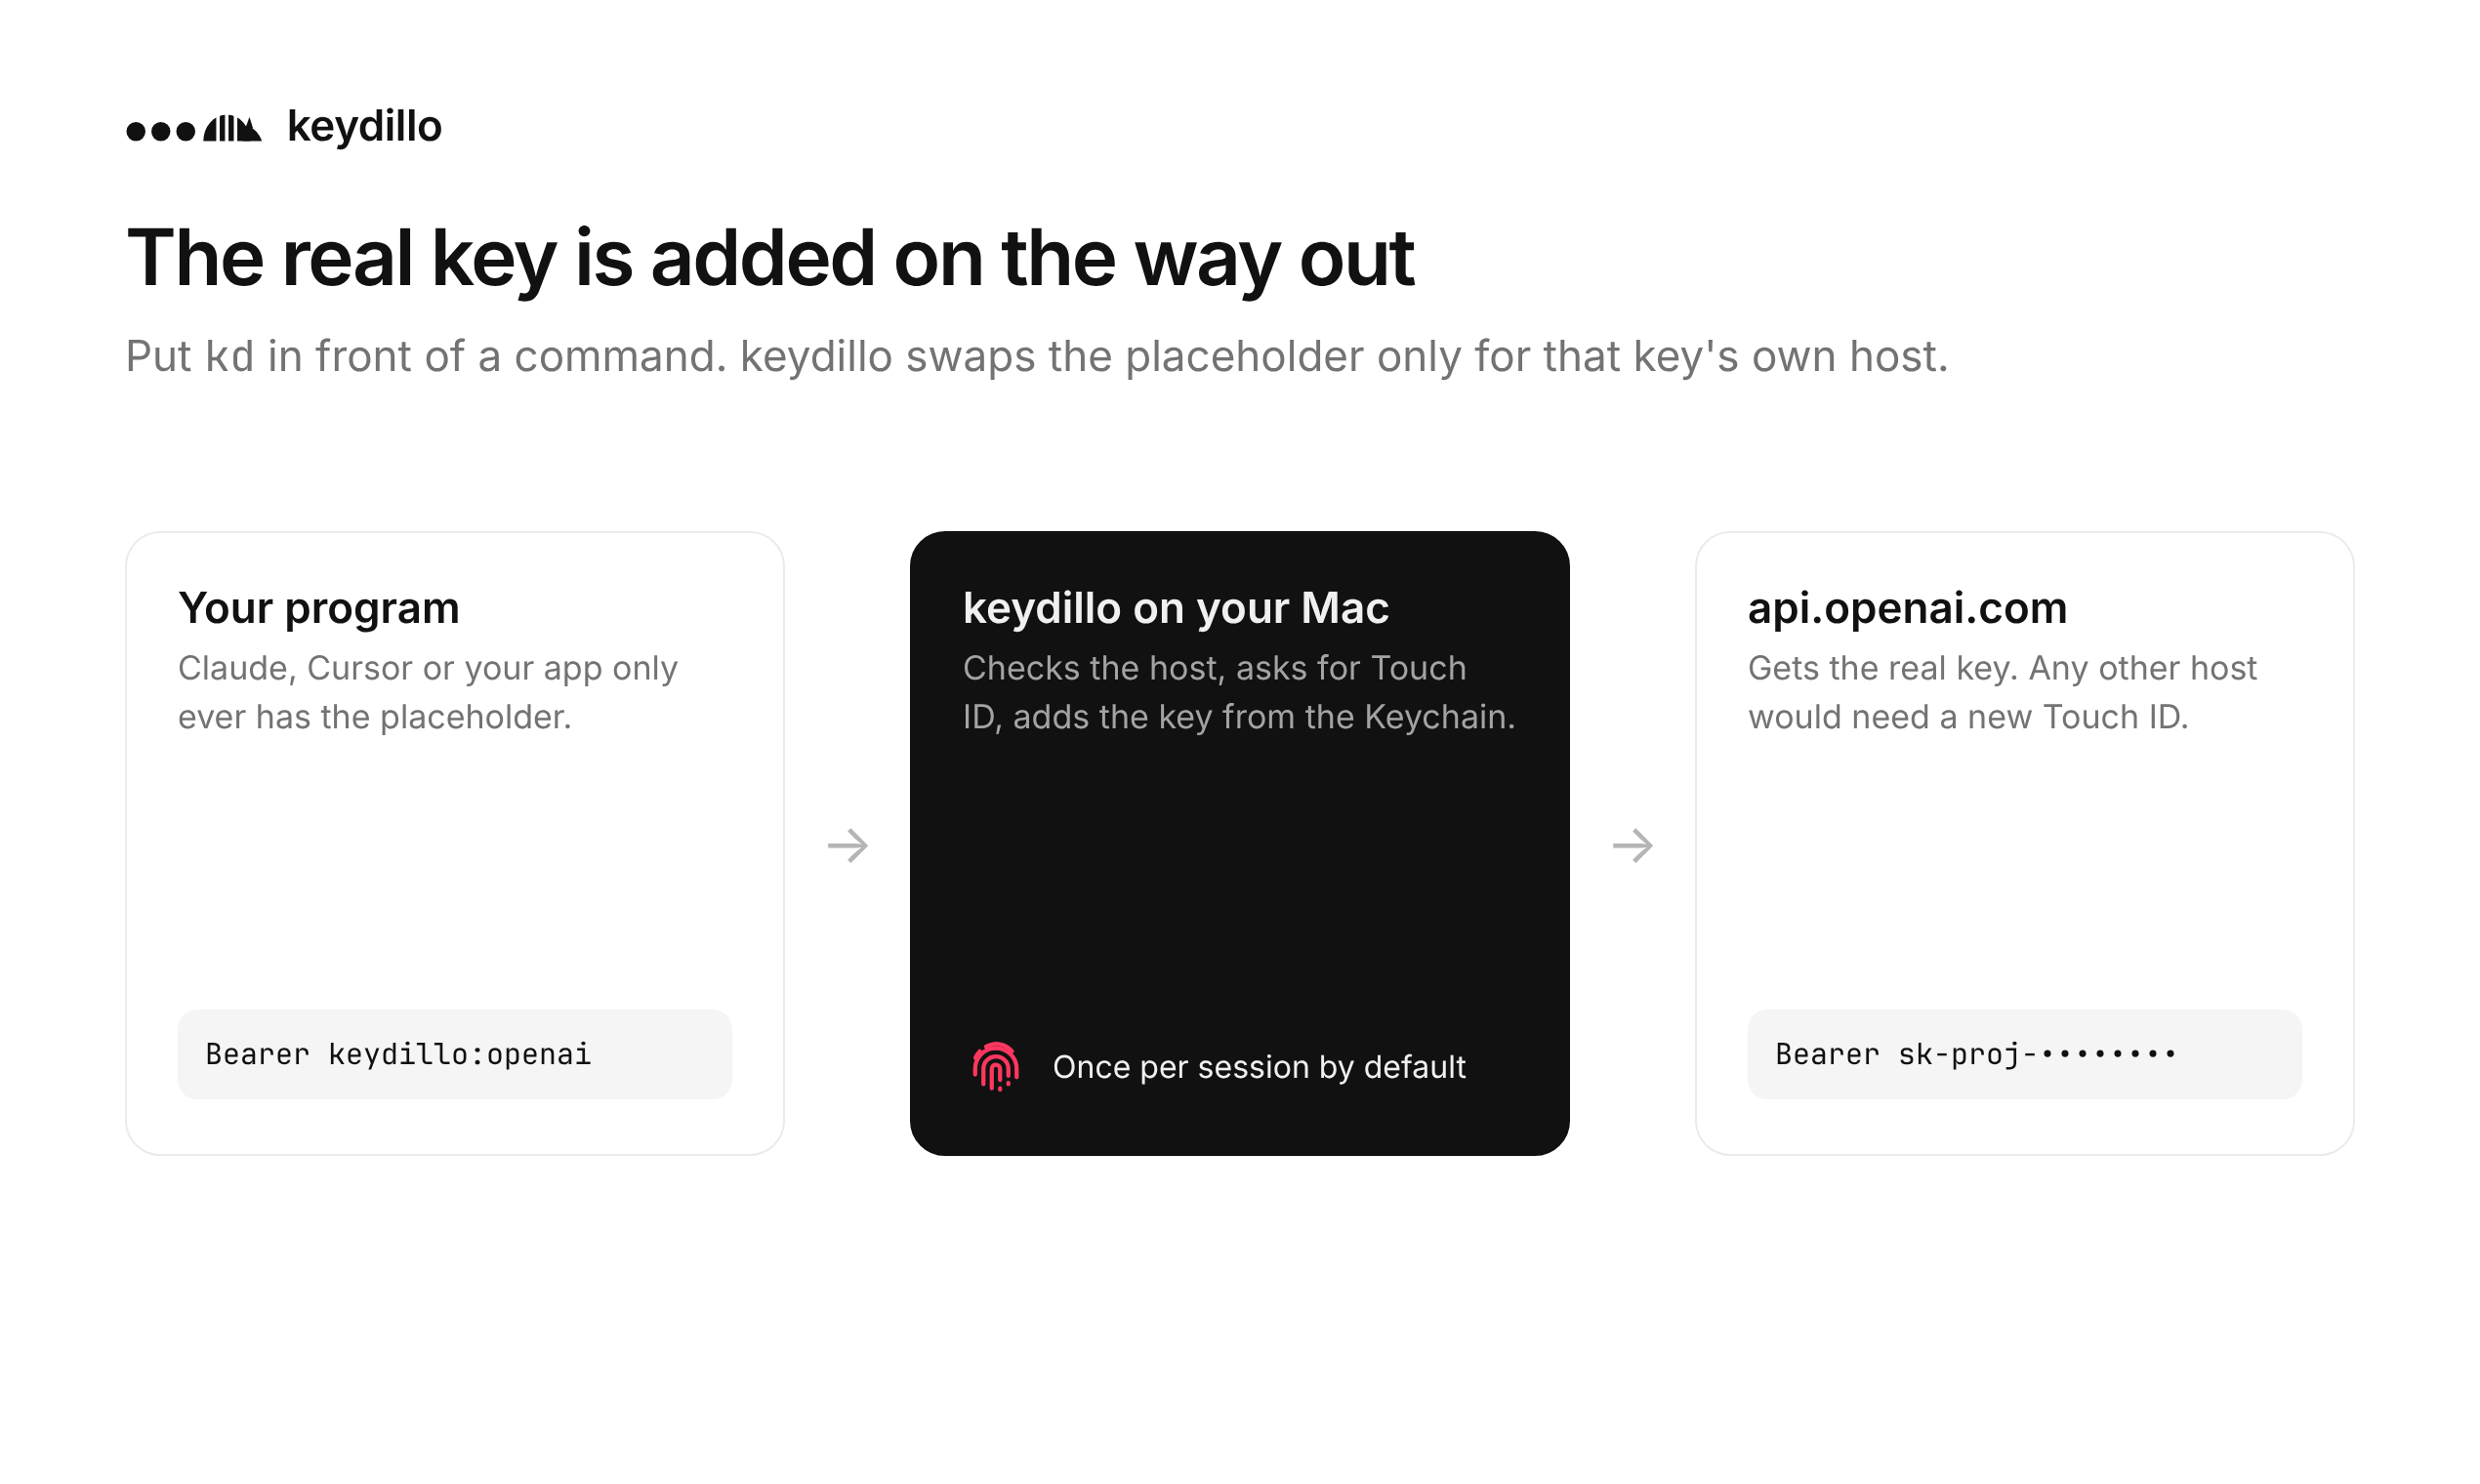 keydillo
The real key is added on the way out
Put kd in front of a command. keydillo swaps the placeholder only for that key's own host.
Your program
Claude, Cursor or your app only
ever has the placeholder.
Bearer keydillo:openai
keydillo on your Mac
Checks the host, asks for Touch
ID, adds the key from the Keychain.
Once per session by default
api.openai.com
Gets the real key. Any other host
would need a new Touch ID.
Bearer sk-proj-••••••••